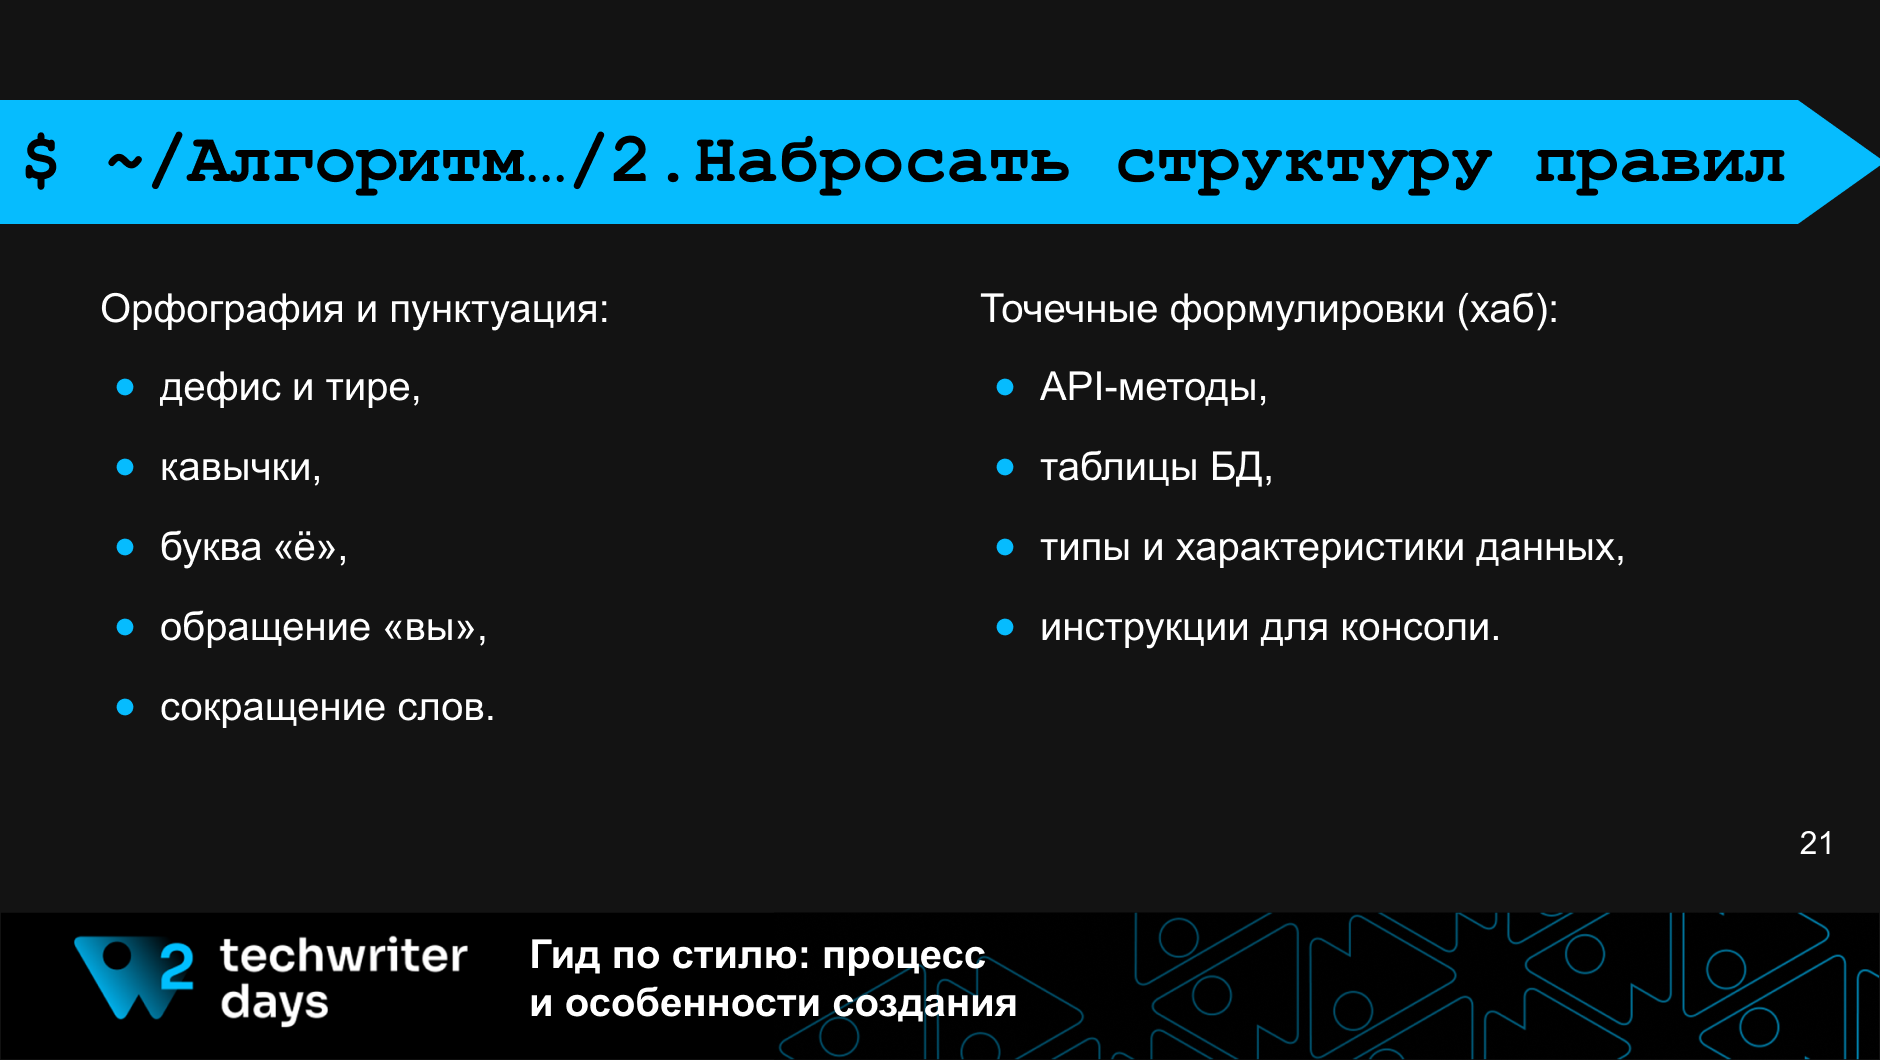 $ ~/Алгоритм…/2.Набросать структуру правил
Орфография и пунктуация:
● дефис и тире,
● кавычки,
● буква «ё»,
● обращение «вы»,
● сокращение слов.
Точечные формулировки (хаб):
● API-методы,
● таблицы БД,
● типы и характеристики данных,
● инструкции для консоли.
21
2 techwriter
days
Гид по стилю: процесс
и особенности создания